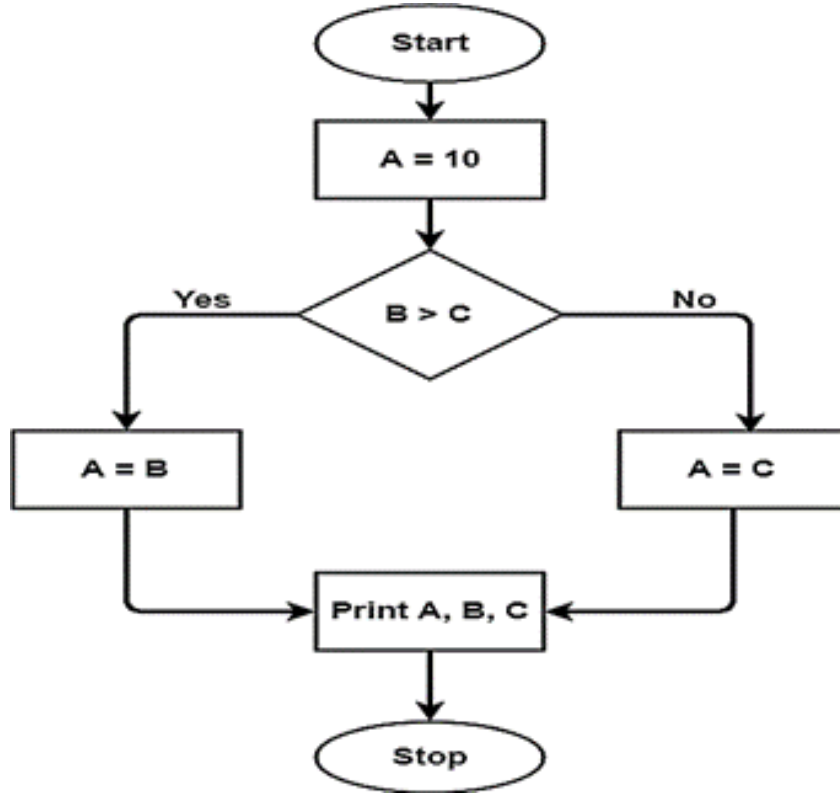 Start
A = 10
B > C
Yes
No
A = B
A = C
Print A, B, C
Stop